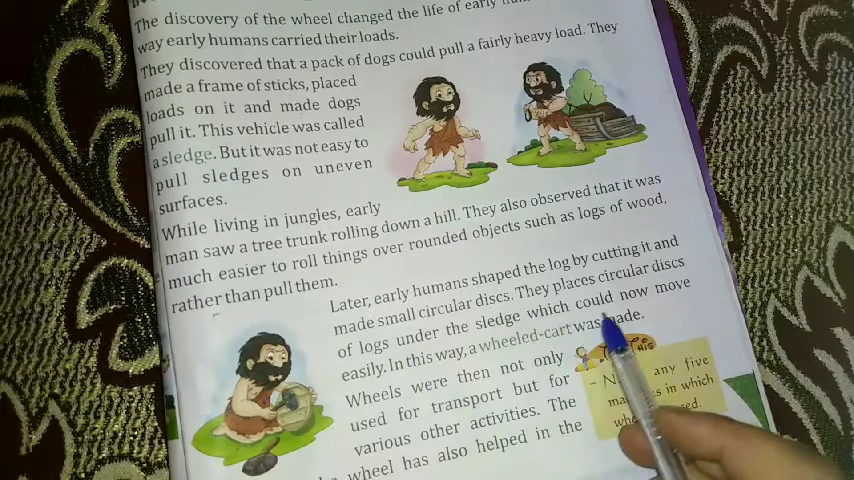 The discovery of the wheel changed the life of early
way early humans carried their loads.
They discovered that a pack of dogs could pull a fairly heavy load. They
made a frame of sticks, placed
loads on it and made dogs
pull it. This vehicle was called
a sledge. But it was not easy to
pull sledges on uneven
surfaces.
While living in jungles, early
man saw a tree trunk rolling down a hill. They also observed that it was
much easier to roll things over rounded objects such as logs of wood,
rather than pull them.
Later, early humans shaped the log by cutting it and
made small circular discs. They places circular discs
of logs under the sledge which could now move
easily. In this way, a wheeled-cart was made.
Wheels were then not only
used for transport but for
various other activities. The
wheel has also helped in the
This
any five
in which